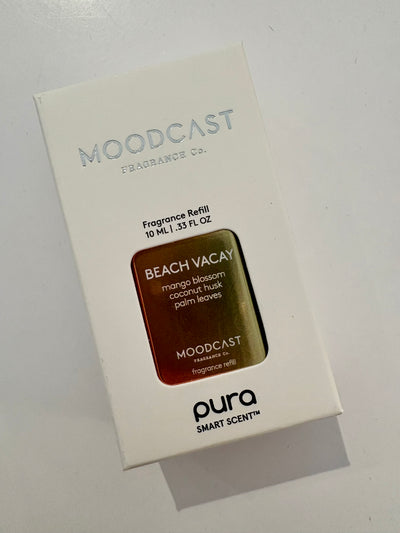 MOODCAST
FRAGRANCE Co.
Fragrance Refill
10 ML | .33 FL OZ
BEACH VACAY
mango blossom
coconut husk
palm leaves
MOODCAST
FRAGRANCE Co.
fragrance refill
pura
SMART SCENT™